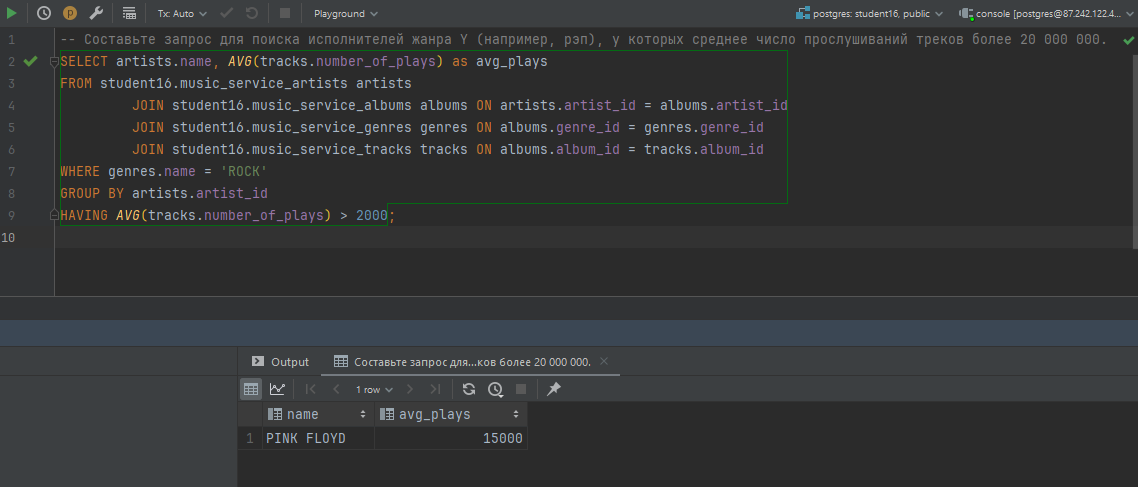 Tx: Auto Playground postgres: student16, public console [postgres@87.242.122.4...
1 -- Составьте запрос для поиска исполнителей жанра Y (например, рэп), у которых среднее число прослушиваний треков более 20 000 000.
2 SELECT artists.name, AVG(tracks.number_of_plays) as avg_plays
3 FROM student16.music_service_artists artists
4 JOIN student16.music_service_albums albums ON artists.artist_id = albums.artist_id
5 JOIN student16.music_service_genres genres ON albums.genre_id = genres.genre_id
6 JOIN student16.music_service_tracks tracks ON albums.album_id = tracks.album_id
7 WHERE genres.name = 'ROCK'
8 GROUP BY artists.artist_id
9 HAVING AVG(tracks.number_of_plays) > 2000;
10
Output Составьте запрос для...ков более 20 000 000.
1 row
name avg_plays
1 PINK FLOYD 15000